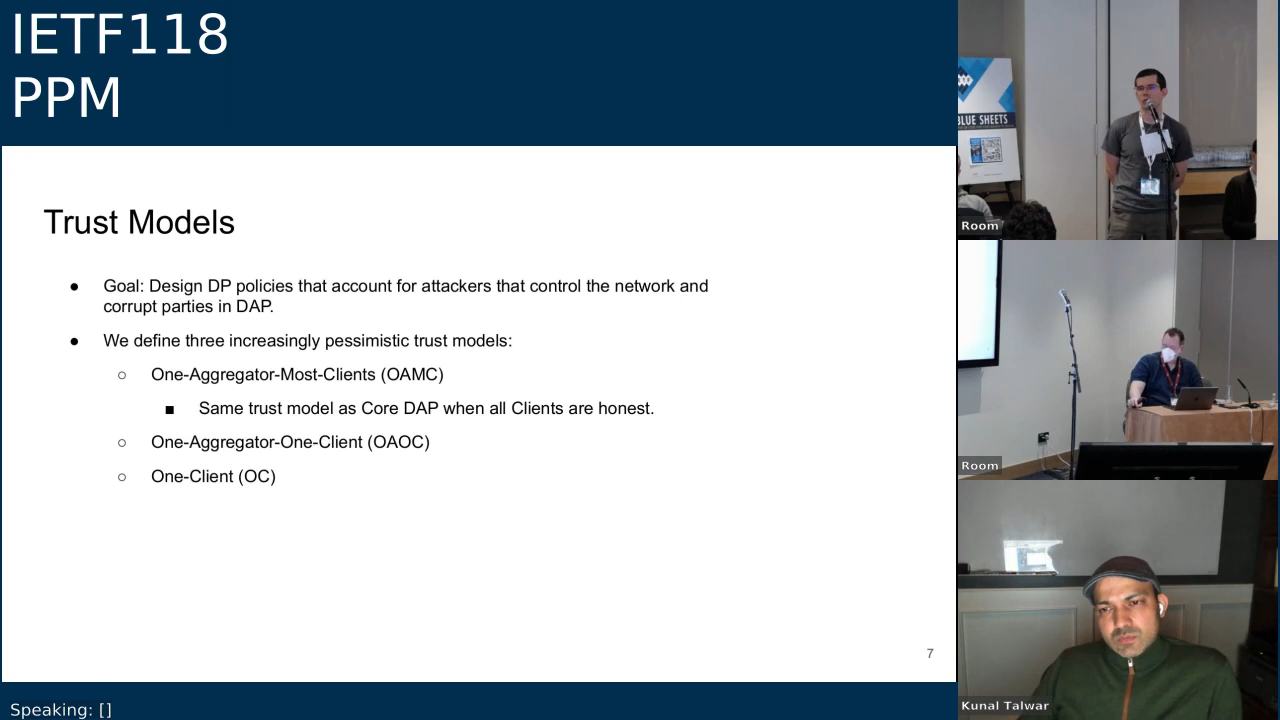 IETF118
PPM
Trust Models
● Goal: Design DP policies that account for attackers that control the network and
corrupt parties in DAP.
● We define three increasingly pessimistic trust models:
○ One-Aggregator-Most-Clients (OAMC)
■ Same trust model as Core DAP when all Clients are honest.
○ One-Aggregator-One-Client (OAOC)
○ One-Client (OC)
7
Speaking: []
BLUE SHEETS
Room
Room
Kunal Talwar